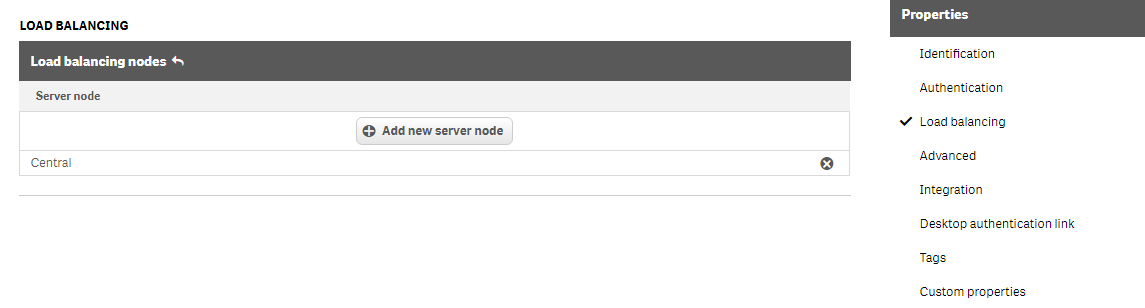 LOAD BALANCING
Load balancing nodes
Server node
Add new server node
Central
Properties
Identification
Authentication
Load balancing
Advanced
Integration
Desktop authentication link
Tags
Custom properties